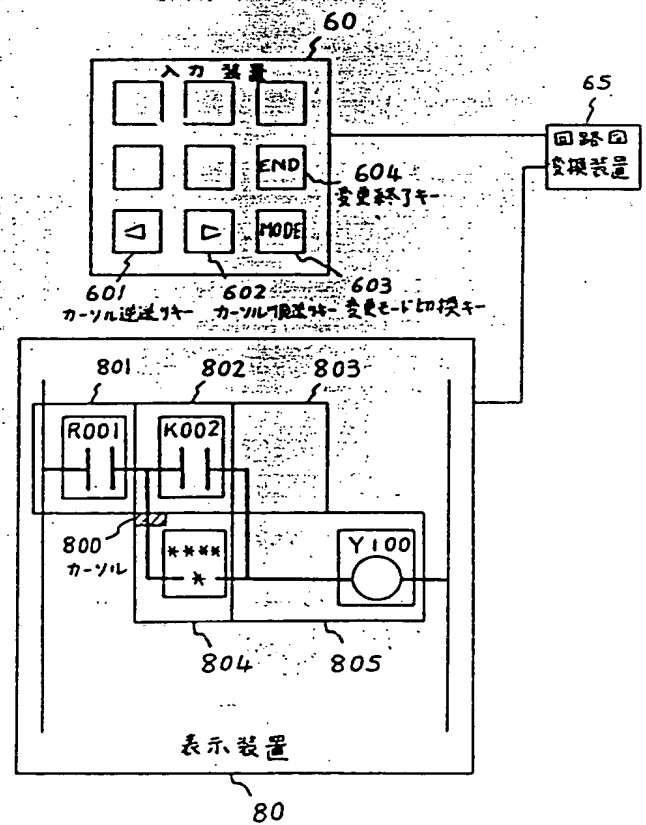 60
入力装置
65
回路図
変換装置
END
604
変更終了キー
MODE
601
602
603
カーソル逆送りキー
カーソル順送りキー
変更モード切換キー
801
802
803
R001
K002
800
カーソル
****
*
Y100
804
805
表示装置
80